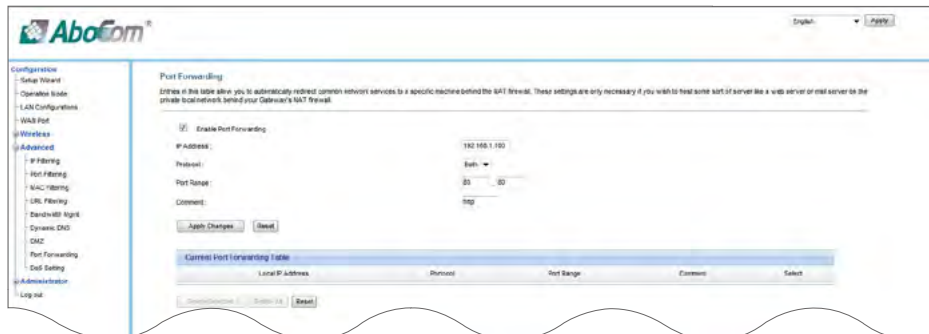 AboCom®
English
Apply
Configuration
Setup Wizard
Operation Mode
LAN Configurations
WAN Port
Wireless
Advanced
IP Filtering
Port Filtering
MAC Filtering
URL Filtering
Bandwidth Mgmt
Dynamic DNS
DMZ
Port Forwarding
DoS Setting
Administrator
Log out
Port Forwarding
Entries in this table allow you to automatically redirect common network services to a specific machine behind the NAT firewall. These settings are only necessary if you wish to host some sort of server like a web server or mail server on the
private local network behind your Gateway's NAT firewall.
Enable Port Forwarding
IP Address :
192.168.1.100
Protocol :
Both
Port Range :
80 - 80
Comment :
http
Apply Changes Reset
Current Port Forwarding Table
Local IP Address Protocol Port Range Comment Select
Delete Selected Delete All Reset